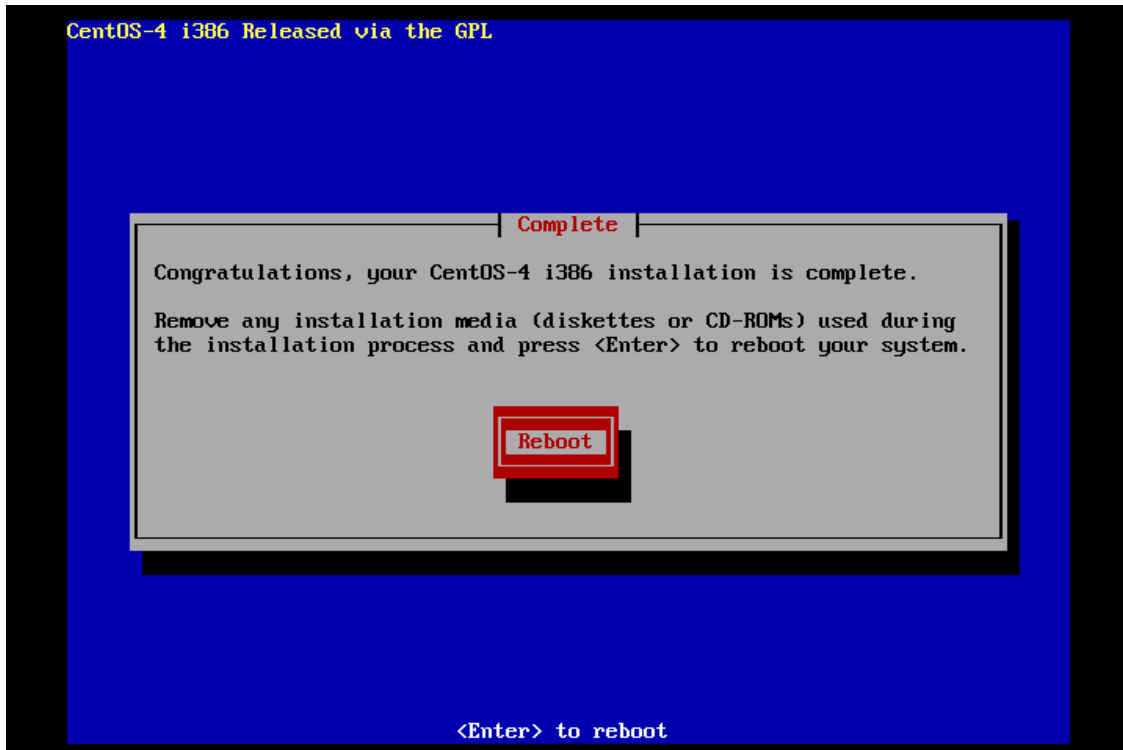 CentOS-4 i386 Released via the GPL
Complete
Congratulations, your CentOS-4 i386 installation is complete.
Remove any installation media (diskettes or CD-ROMs) used during
the installation process and press <Enter> to reboot your system.
Reboot
<Enter> to reboot